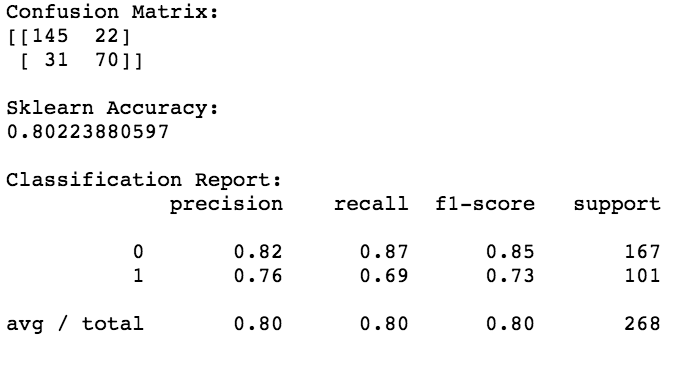 Confusion Matrix:
[[145  22]
 [ 31  70]]
Sklearn Accuracy:
0.80223880597
Classification Report:
             precision    recall  f1-score   support
          0       0.82      0.87      0.85       167
          1       0.76      0.69      0.73       101
avg / total       0.80      0.80      0.80       268